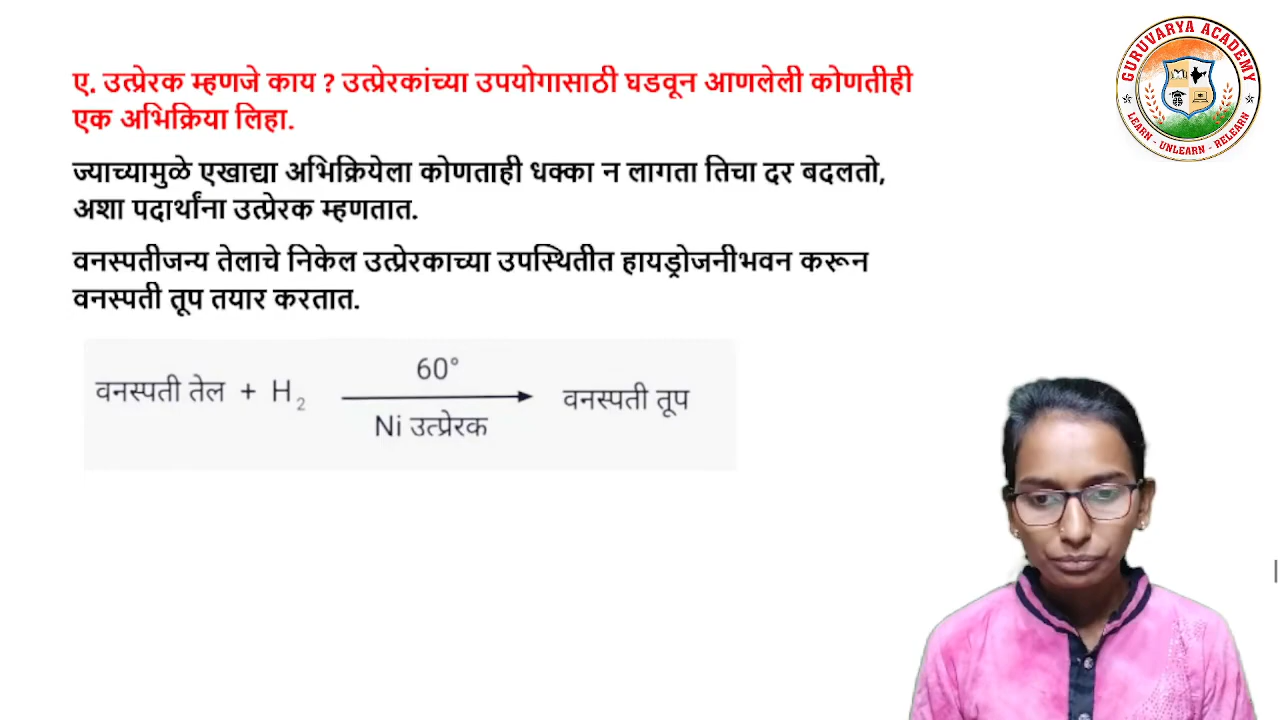 ए. उत्प्रेरक म्हणजे काय ? उत्प्रेरकांच्या उपयोगासाठी घडवून आणलेली कोणतीही
एक अभिक्रिया लिहा.
ज्याच्यामुळे एखाद्या अभिक्रियेला कोणताही धक्का न लागता तिचा दर बदलतो,
अशा पदार्थांना उत्प्रेरक म्हणतात.
वनस्पतीजन्य तेलाचे निकेल उत्प्रेरकाच्या उपस्थितीत हायड्रोजनीभवन करून
वनस्पती तूप तयार करतात.
60°
वनस्पती तेल + H₂ ⟶ वनस्पती तूप
Ni उत्प्रेरक
GURUVARYA ACADEMY
LEARN - UNLEARN - RELEARN